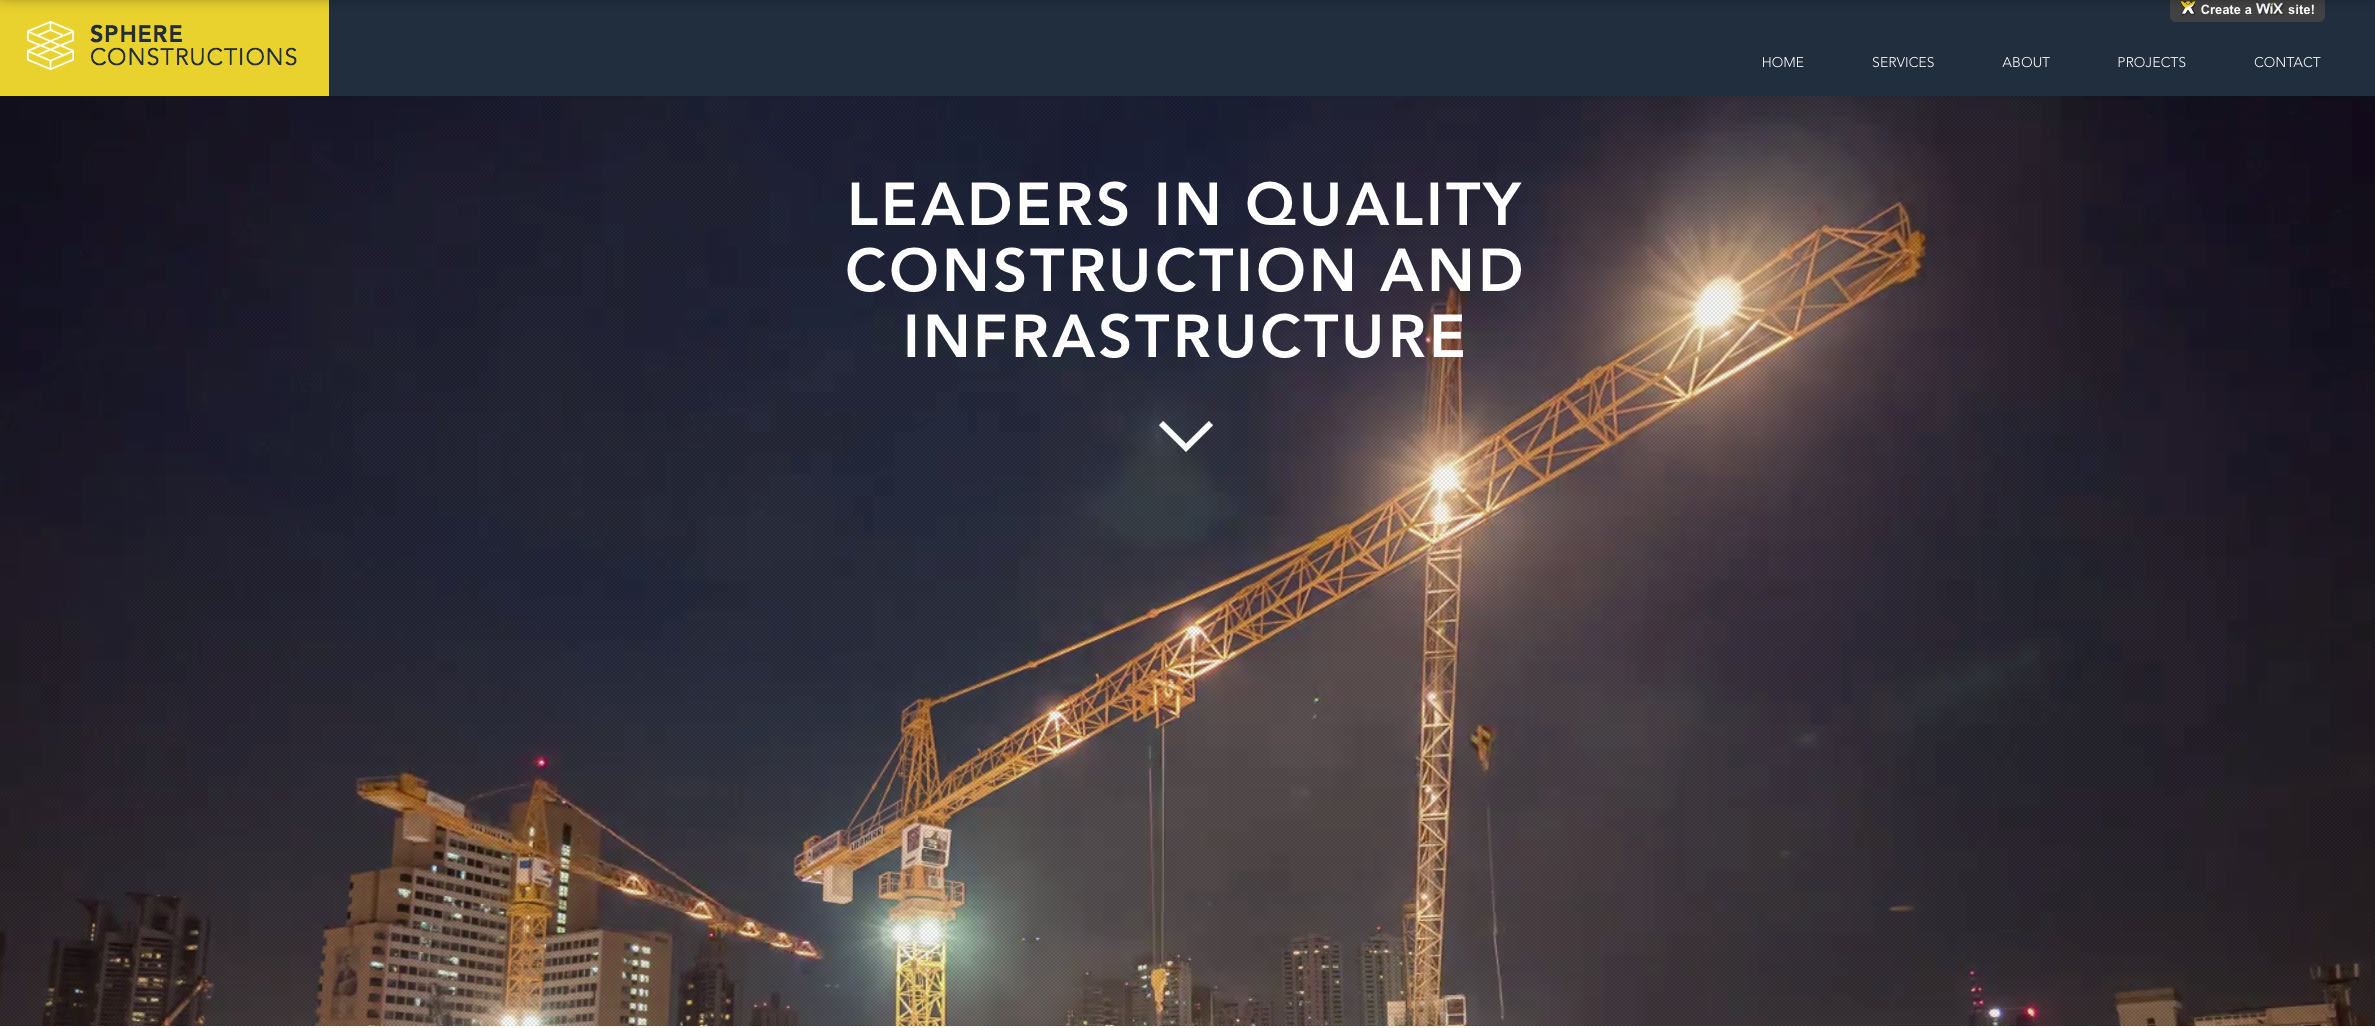 SPHERE
CONSTRUCTIONS
Create a WiX site!
HOME
SERVICES
ABOUT
PROJECTS
CONTACT
LEADERS IN QUALITY
CONSTRUCTION AND
INFRASTRUCTURE